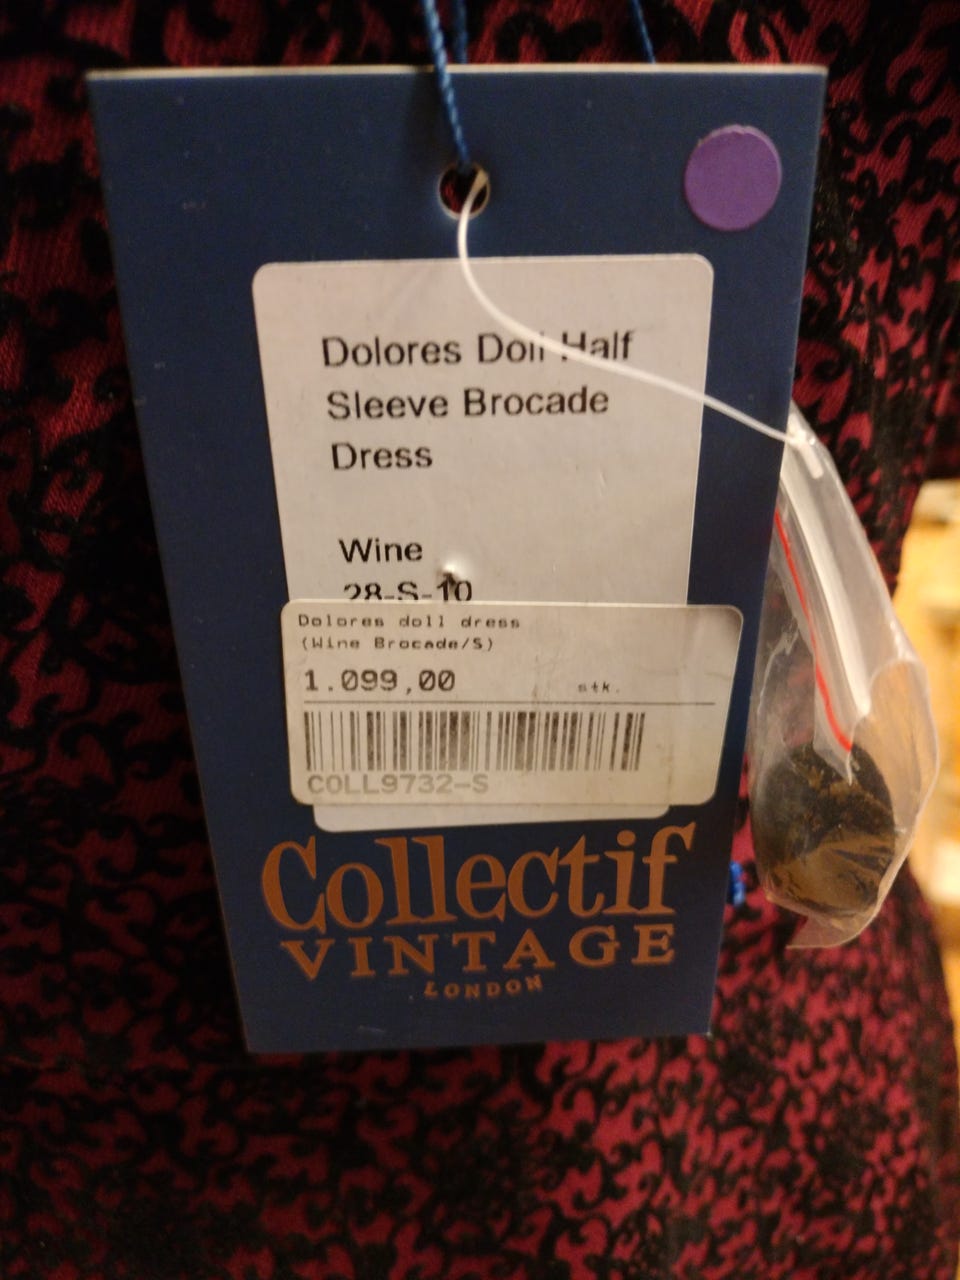 Dolores Doll Half
Sleeve Brocade
Dress
Wine
28-S-10
Dolores doll dress
(Wine Brocade/S)
1.099,00 stk.
COLL9732-S
Collectif
VINTAGE
LONDON